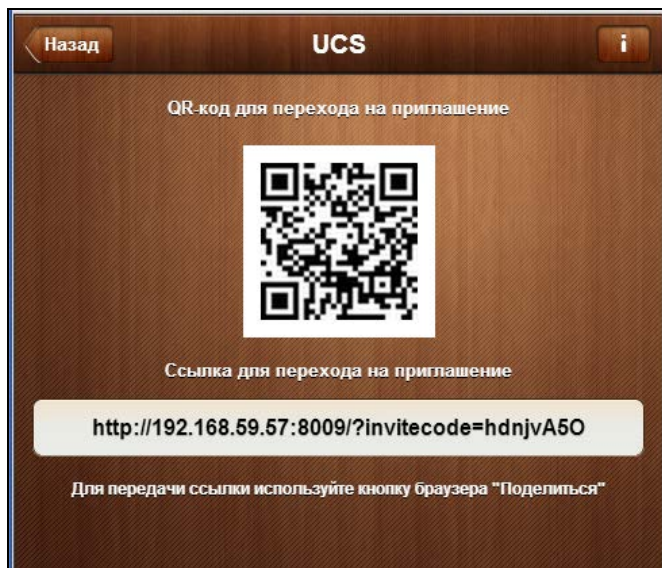 Назад UCS i
QR-код для перехода на приглашение
Ссылка для перехода на приглашение
http://192.168.59.57:8009/?invitecode=hdnjvA5O
Для передачи ссылки используйте кнопку браузера "Поделиться"